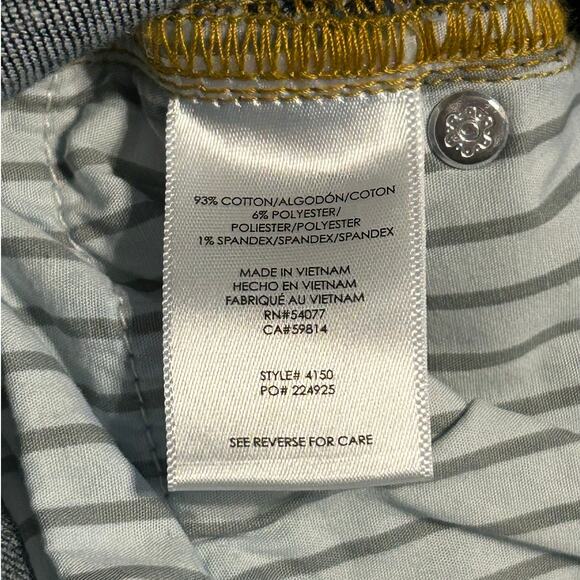 93% COTTON/ALGODÓN/COTON
6% POLYESTER/
POLIESTER/POLYESTER
1% SPANDEX/SPANDEX/SPANDEX
MADE IN VIETNAM
HECHO EN VIETNAM
FABRIQUÉ AU VIETNAM
RN#54077
CA#59814
STYLE# 4150
PO# 224925
SEE REVERSE FOR CARE